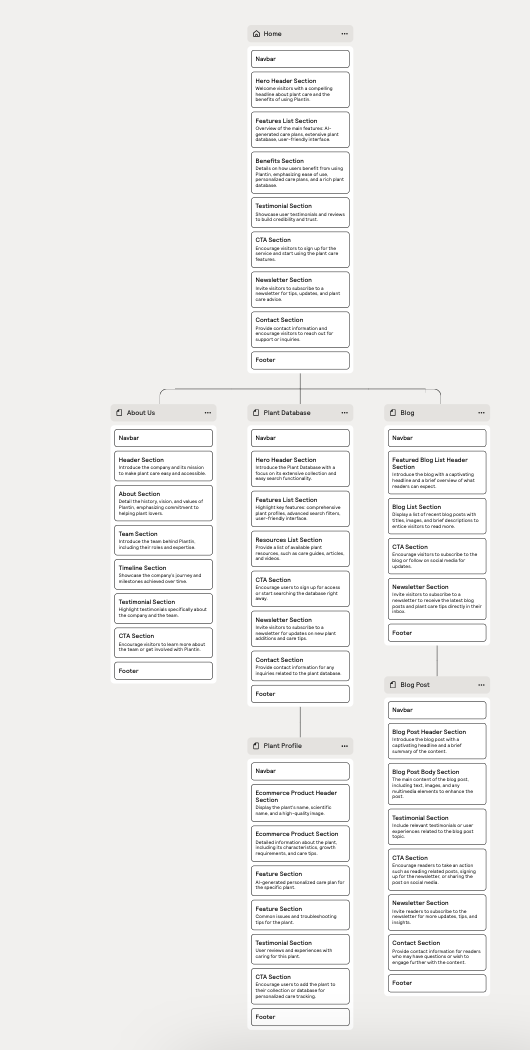 Home
Navbar
Hero Header Section
Welcome visitors with a compelling
headline about plant care and the
benefits of using Plantin.
Features List Section
Overview of the main features: AI-
generated care plans, extensive plant
database, user-friendly interface.
Benefits Section
Details on how users benefit from using
Plantin, emphasizing ease of use,
personalized care plans, and a rich plant
database.
Testimonial Section
Showcase user testimonials and reviews
to build credibility and trust.
CTA Section
Encourage visitors to sign up for the
service and start using the plant care
features.
Newsletter Section
Invite visitors to subscribe to a
newsletter for tips, updates, and plant
care advice.
Contact Section
Provide contact information and
encourage visitors to reach out for
support or inquiries.
Footer
About Us
Navbar
Header Section
Introduce the company and its mission
to make plant care easy and accessible.
About Section
Detail the history, vision, and values of
Plantin, emphasizing commitment to
helping plant lovers.
Team Section
Introduce the team behind Plantin,
including their roles and expertise.
Timeline Section
Showcase the company's journey and
milestones achieved over time.
Testimonial Section
Highlight testimonials specifically about
the company and the team.
CTA Section
Encourage visitors to learn more about
the team or get involved with Plantin.
Footer
Plant Database
Navbar
Hero Header Section
Introduce the Plant Database with a
focus on its extensive collection and
easy search functionality.
Features List Section
Highlight key features: comprehensive
plant profiles, advanced search filters,
user-friendly interface.
Resources List Section
Provide a list of available plant
resources, such as care guides, articles,
and videos.
CTA Section
Encourage users to sign up for access
or start searching the database right
away.
Newsletter Section
Invite visitors to subscribe to a
newsletter for updates on new plant
additions and care tips.
Contact Section
Provide contact information for any
inquiries related to the plant database.
Footer
Plant Profile
Navbar
Ecommerce Product Header
Section
Display the plant's name, scientific
name, and a high-quality image.
Ecommerce Product Section
Detailed information about the plant,
including its characteristics, growth
requirements, and care tips.
Feature Section
AI-generated personalized care plan for
the specific plant.
Feature Section
Common issues and troubleshooting
tips for the plant.
Testimonial Section
User reviews and experiences with
caring for this plant.
CTA Section
Encourage users to add the plant to
their collection or database for
personalized care tracking.
Footer
Blog
Navbar
Featured Blog List Header
Section
Introduce the blog with a captivating
headline and a brief overview of what
readers can expect.
Blog List Section
Display a list of recent blog posts with
titles, images, and brief descriptions to
entice visitors to read more.
CTA Section
Encourage visitors to subscribe to the
blog or follow on social media for
updates.
Newsletter Section
Invite visitors to subscribe to a
newsletter to receive the latest blog
posts and plant care tips directly in their
inbox.
Footer
Blog Post
Navbar
Blog Post Header Section
Introduce the blog post with a
captivating headline and a brief
summary of the content.
Blog Post Body Section
The main content of the blog post,
including text, images, and any
multimedia elements to enhance the
post.
Testimonial Section
Include relevant testimonials or user
experiences related to the blog post
topic.
CTA Section
Encourage readers to take an action
such as reading related posts, signing
up for the newsletter, or sharing the
post on social media.
Newsletter Section
Invite readers to subscribe to the
newsletter for more updates, tips, and
insights.
Contact Section
Provide contact information for readers
who may have questions or wish to
engage further with the content.
Footer